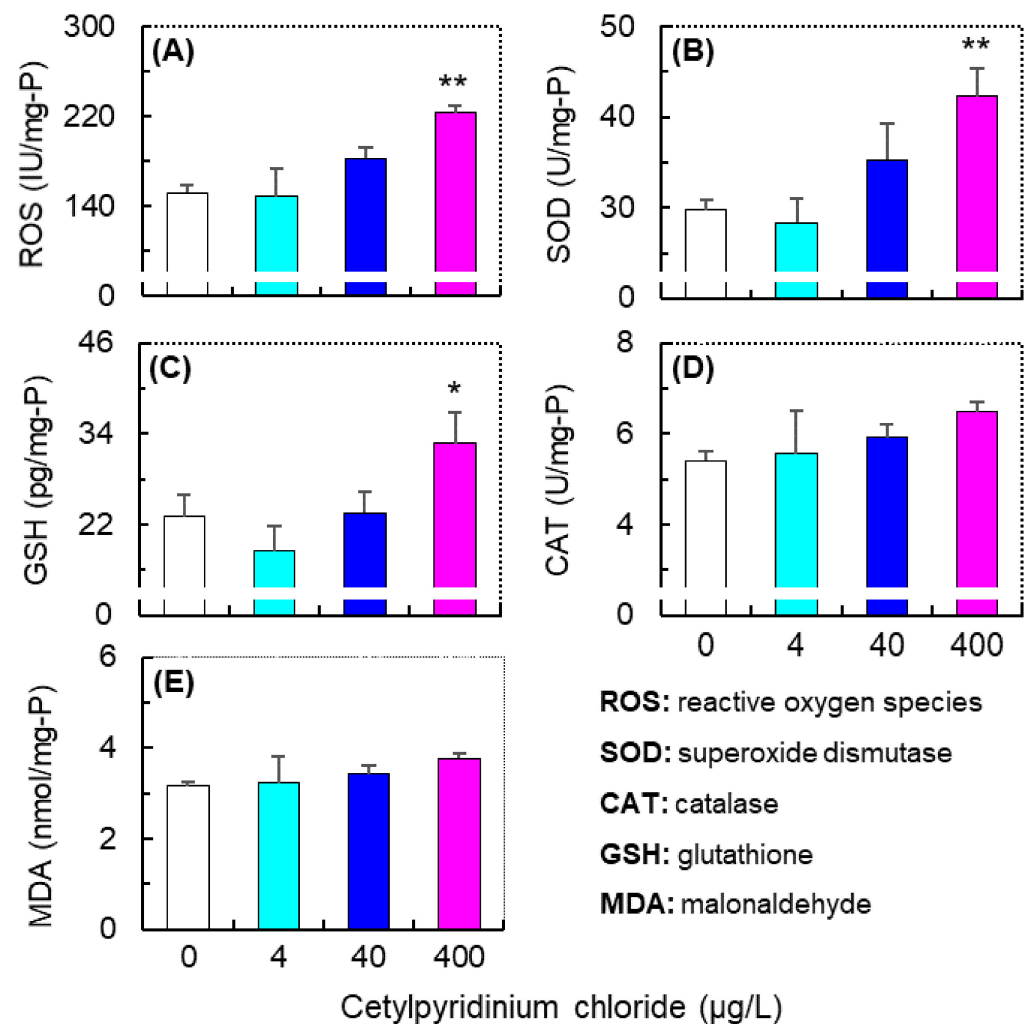 (A)
ROS (IU/mg-P)
300
220
140
0
**
(B)
SOD (U/mg-P)
50
40
30
0
**
(C)
GSH (pg/mg-P)
46
34
22
0
*
(D)
CAT (U/mg-P)
8
6
4
0
0 4 40 400
(E)
MDA (nmol/mg-P)
6
4
2
0
0 4 40 400
ROS: reactive oxygen species
SOD: superoxide dismutase
CAT: catalase
GSH: glutathione
MDA: malonaldehyde
Cetylpyridinium chloride (µg/L)